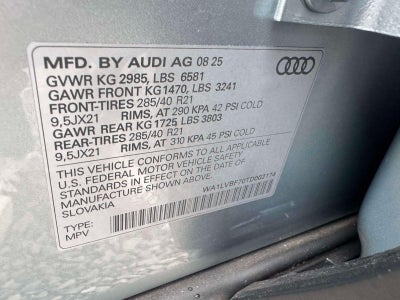 MFD. BY AUDI AG 08 25
GVWR KG 2985, LBS 6581
GAWR FRONT KG1470, LBS 3241
FRONT-TIRES 285/40 R21
9,5JX21 RIMS, AT 290 KPA 42 PSI COLD
GAWR REAR KG 1725, LBS 3803
REAR-TIRES 285/40 R21
9,5JX21 RIMS, AT 310 KPA 45 PSI COLD
THIS VEHICLE CONFORMS TO ALL APPLICABLE
U.S. FEDERAL MOTOR VEHICLE SAFETY
STANDARDS IN EFFECT ON THE DATE OF
MANUFACTURE SHOWN ABOVE.
SLOVAKIA
WA1LVBF70TD003174
TYPE:
MPV